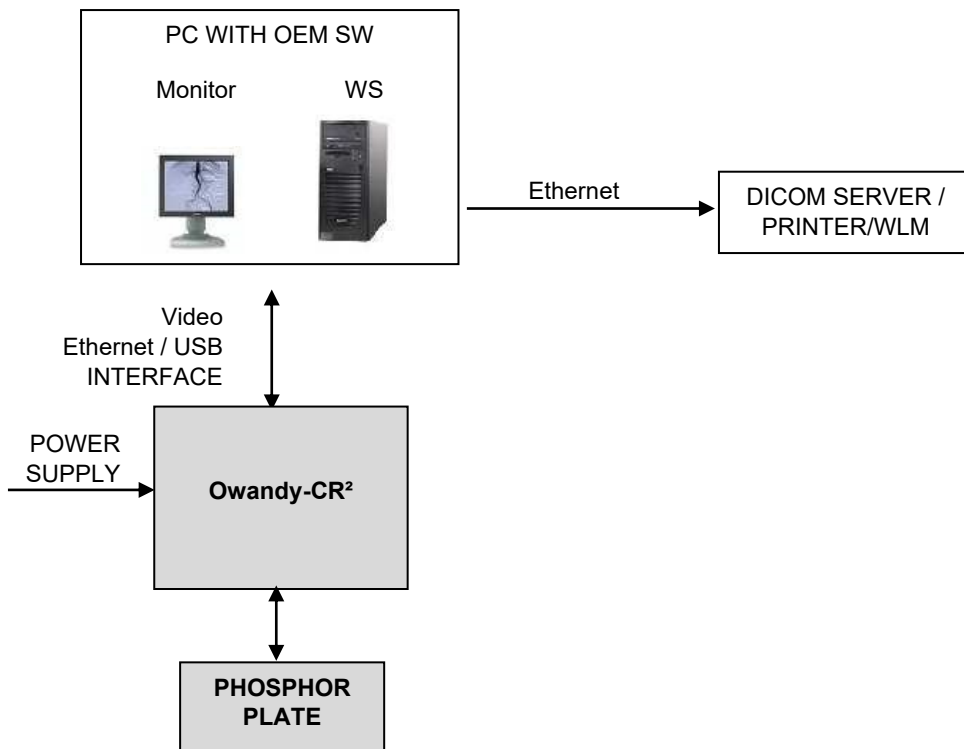 PC WITH OEM SW
Monitor
WS
Ethernet
DICOM SERVER /
PRINTER/WLM
Video
Ethernet / USB
INTERFACE
POWER
SUPPLY
Owandy-CR²
PHOSPHOR
PLATE